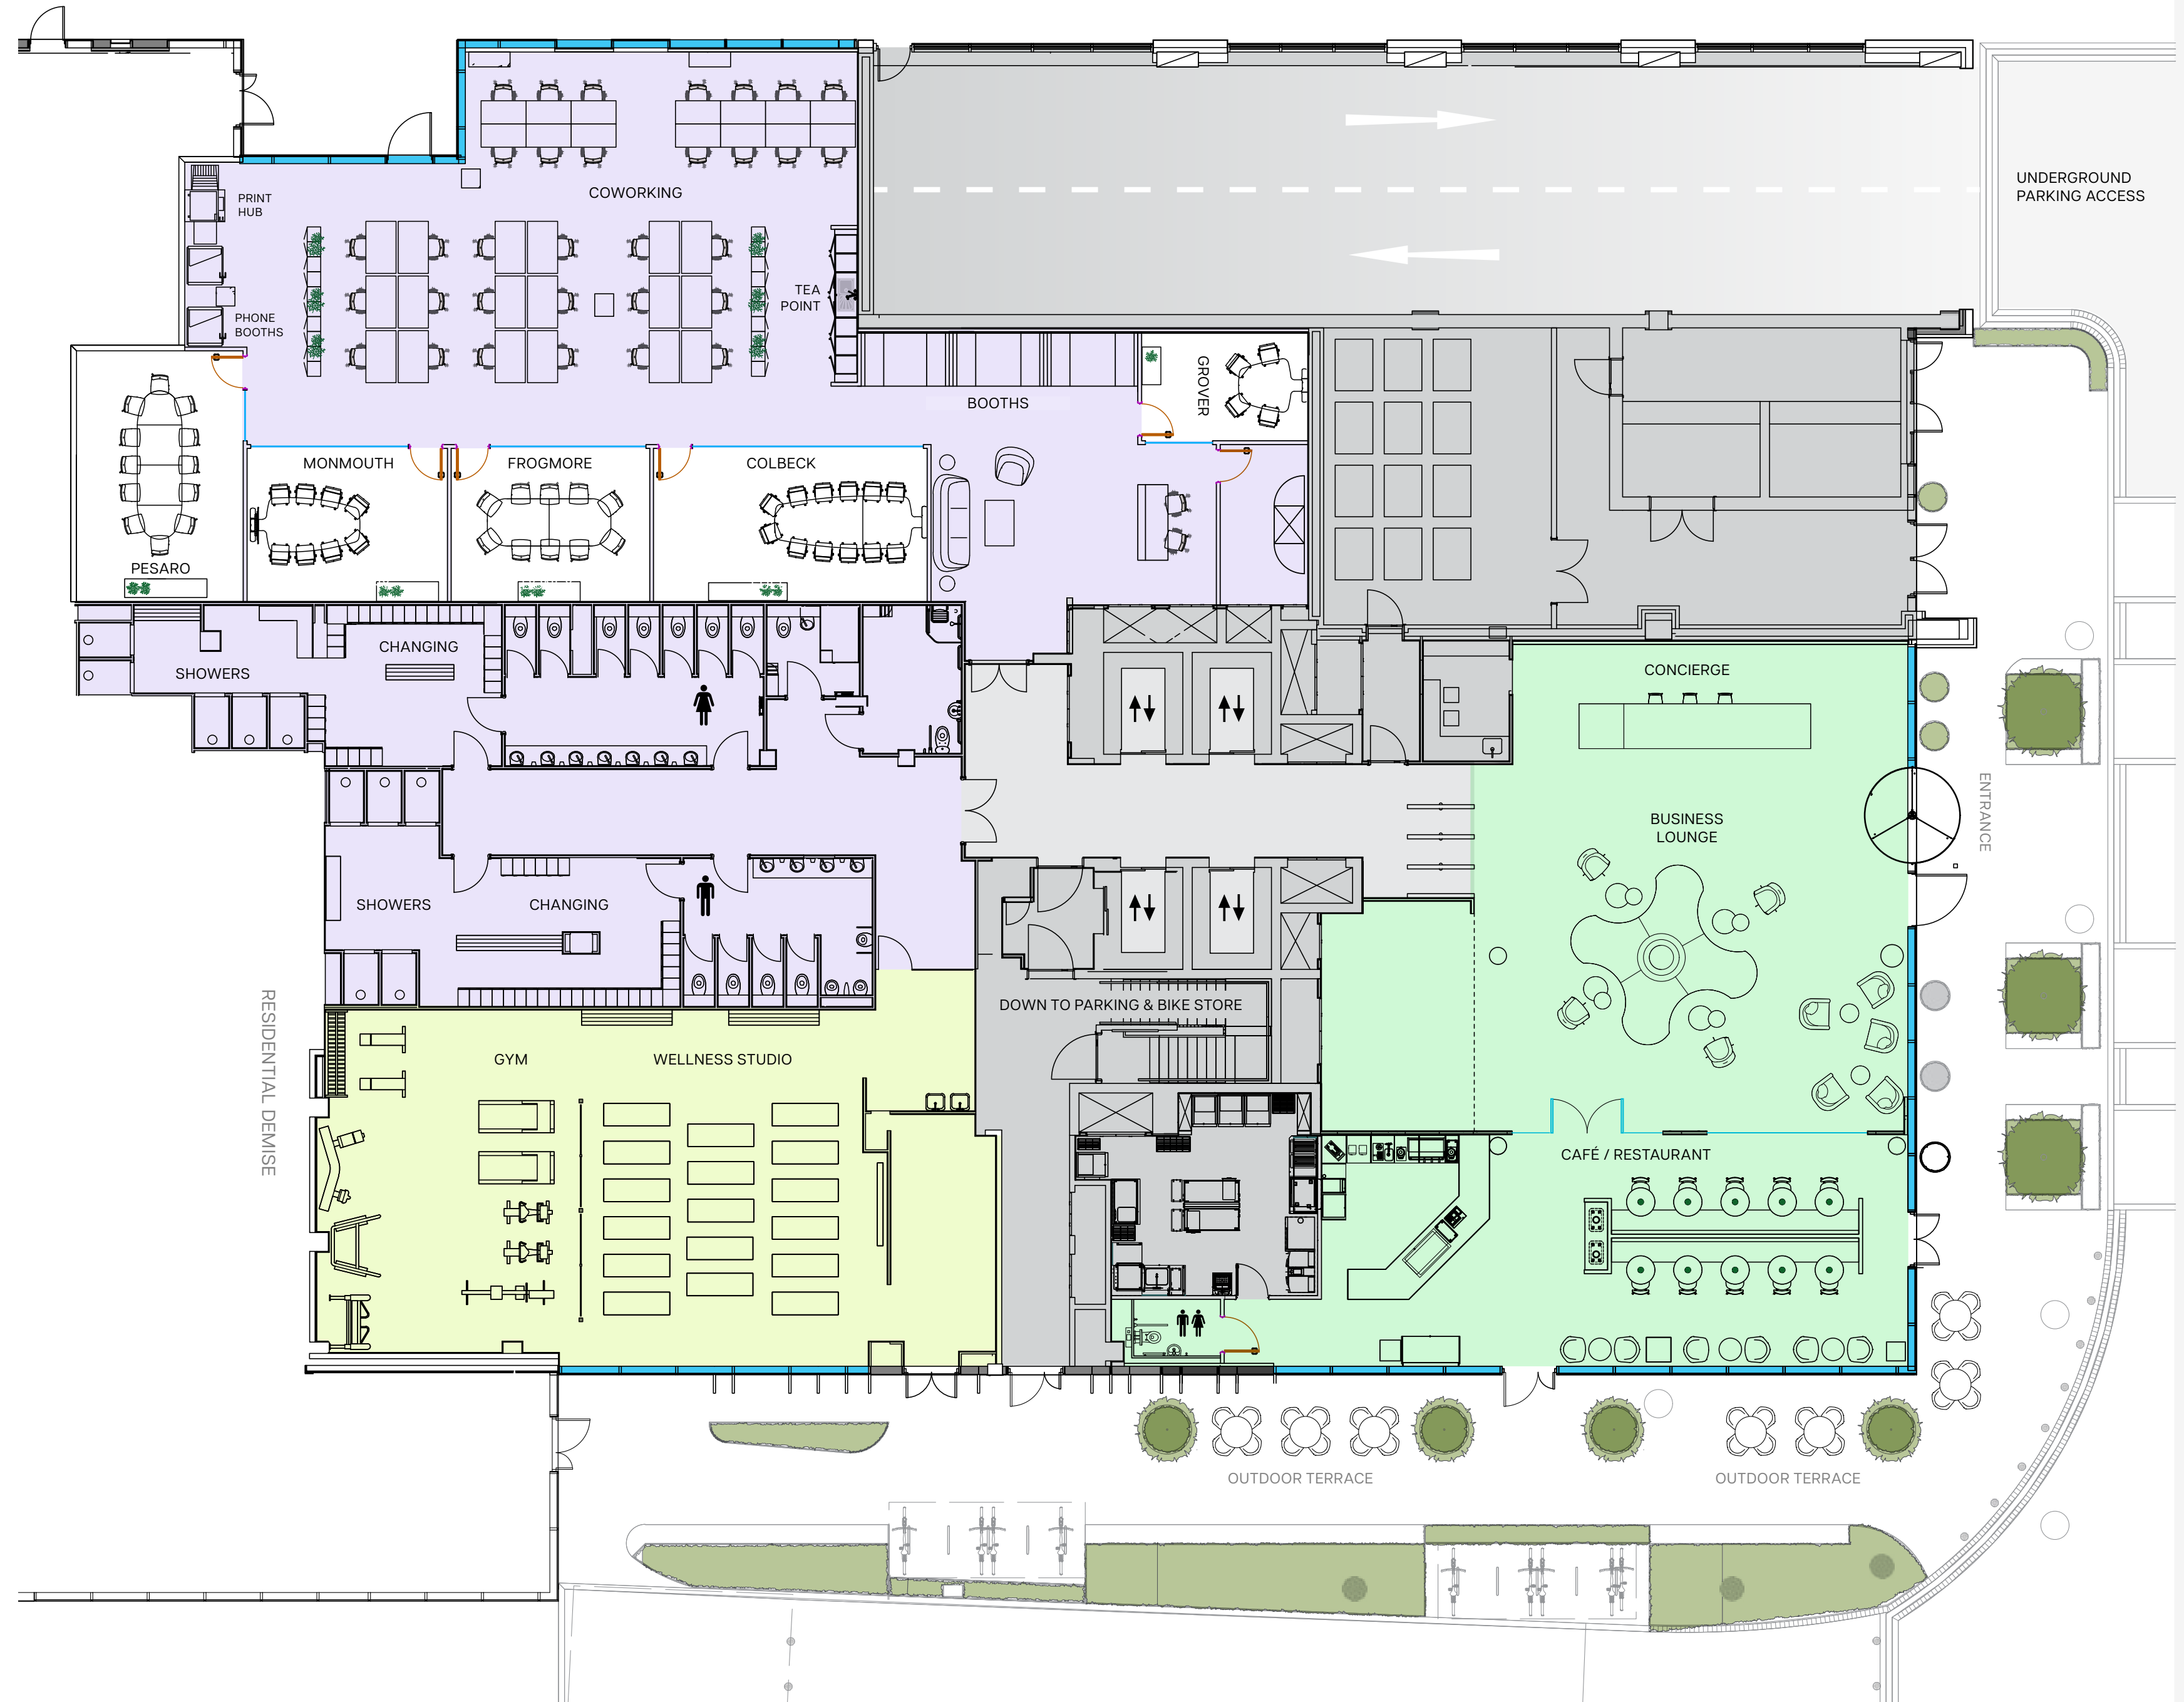 COWORKING
PRINT
HUB
UNDERGROUND
PARKING ACCESS
TEA
POINT
PHONE
BOOTHS
GROVER
BOOTHS
MONMOUTH
FROGMORE
COLBECK
PESARO
CHANGING
SHOWERS
CONCIERGE
ENTRANCE
BUSINESS
LOUNGE
SHOWERS
CHANGING
DOWN TO PARKING & BIKE STORE
RESIDENTIAL DEMISE
GYM
WELLNESS STUDIO
CAFÉ / RESTAURANT
OUTDOOR TERRACE
OUTDOOR TERRACE